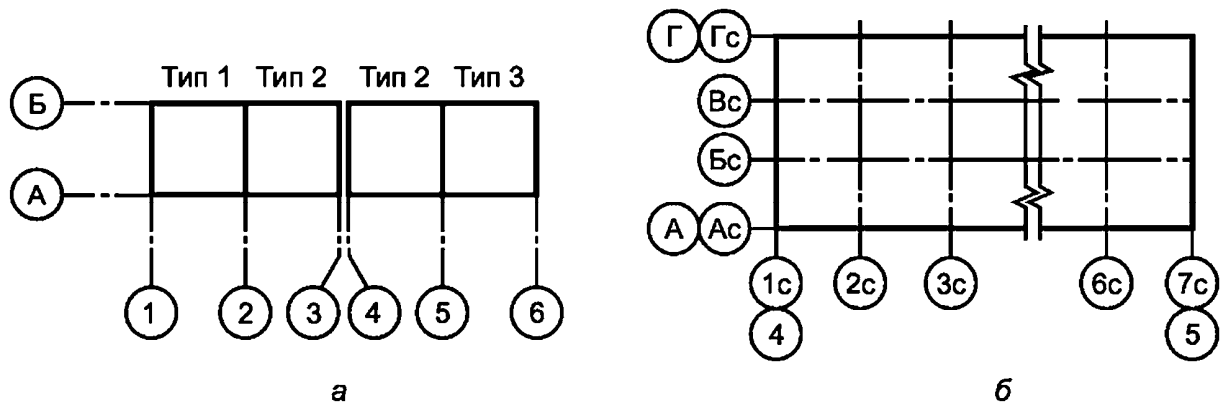 Тип 1 Тип 2 Тип 2 Тип 3
Б
А
1 2 3 4 5 6
а
Г Гс
Вс
Бс
А Ас
1с 2с 3с 6с 7с
4 5
б